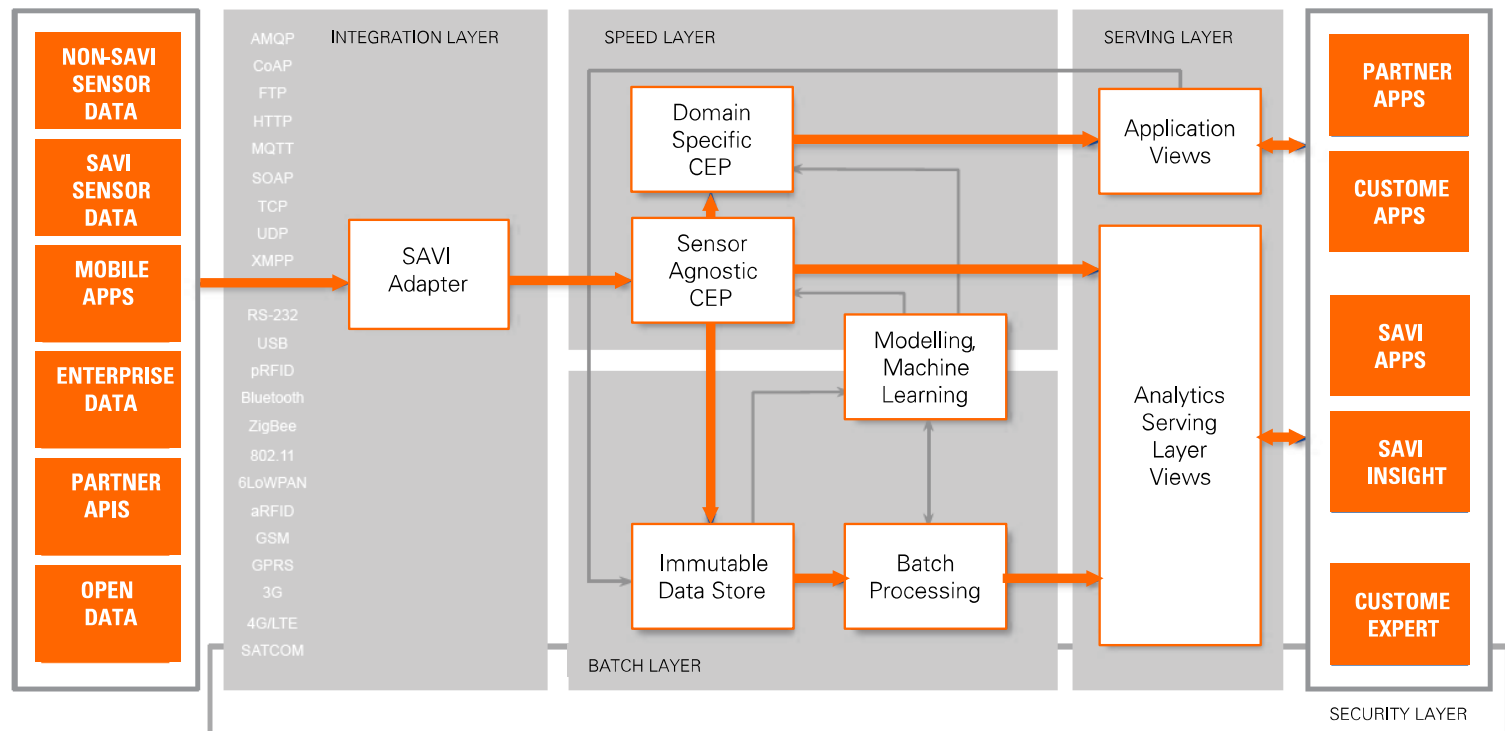 NON-SAVI
SENSOR
DATA
SAVI
SENSOR
DATA
MOBILE
APPS
ENTERPRISE
DATA
PARTNER
APIS
OPEN
DATA
INTEGRATION LAYER
AMQP
CoAP
FTP
HTTP
MQTT
SOAP
TCP
UDP
XMPP
RS-232
USB
pRFID
Bluetooth
ZigBee
802.11
6LoWPAN
aRFID
GSM
GPRS
3G
4G/LTE
SATCOM
SAVI
Adapter
SPEED LAYER
Domain
Specific
CEP
Sensor
Agnostic
CEP
Modelling,
Machine
Learning
Immutable
Data Store
Batch
Processing
BATCH LAYER
SERVING LAYER
Application
Views
Analytics
Serving
Layer
Views
PARTNER
APPS
CUSTOME
APPS
SAVI
APPS
SAVI
INSIGHT
CUSTOME
EXPERT
SECURITY LAYER